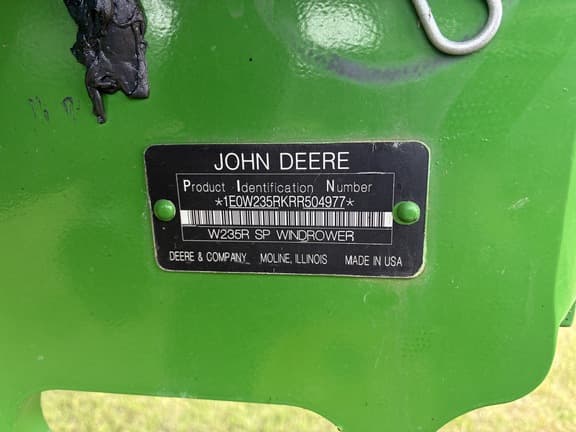 JOHN DEERE
Product Identification Number
*1E0W235RKRR504977*
W235R SP WINDROWER
DEERE & COMPANY MOLINE, ILLINOIS MADE IN USA